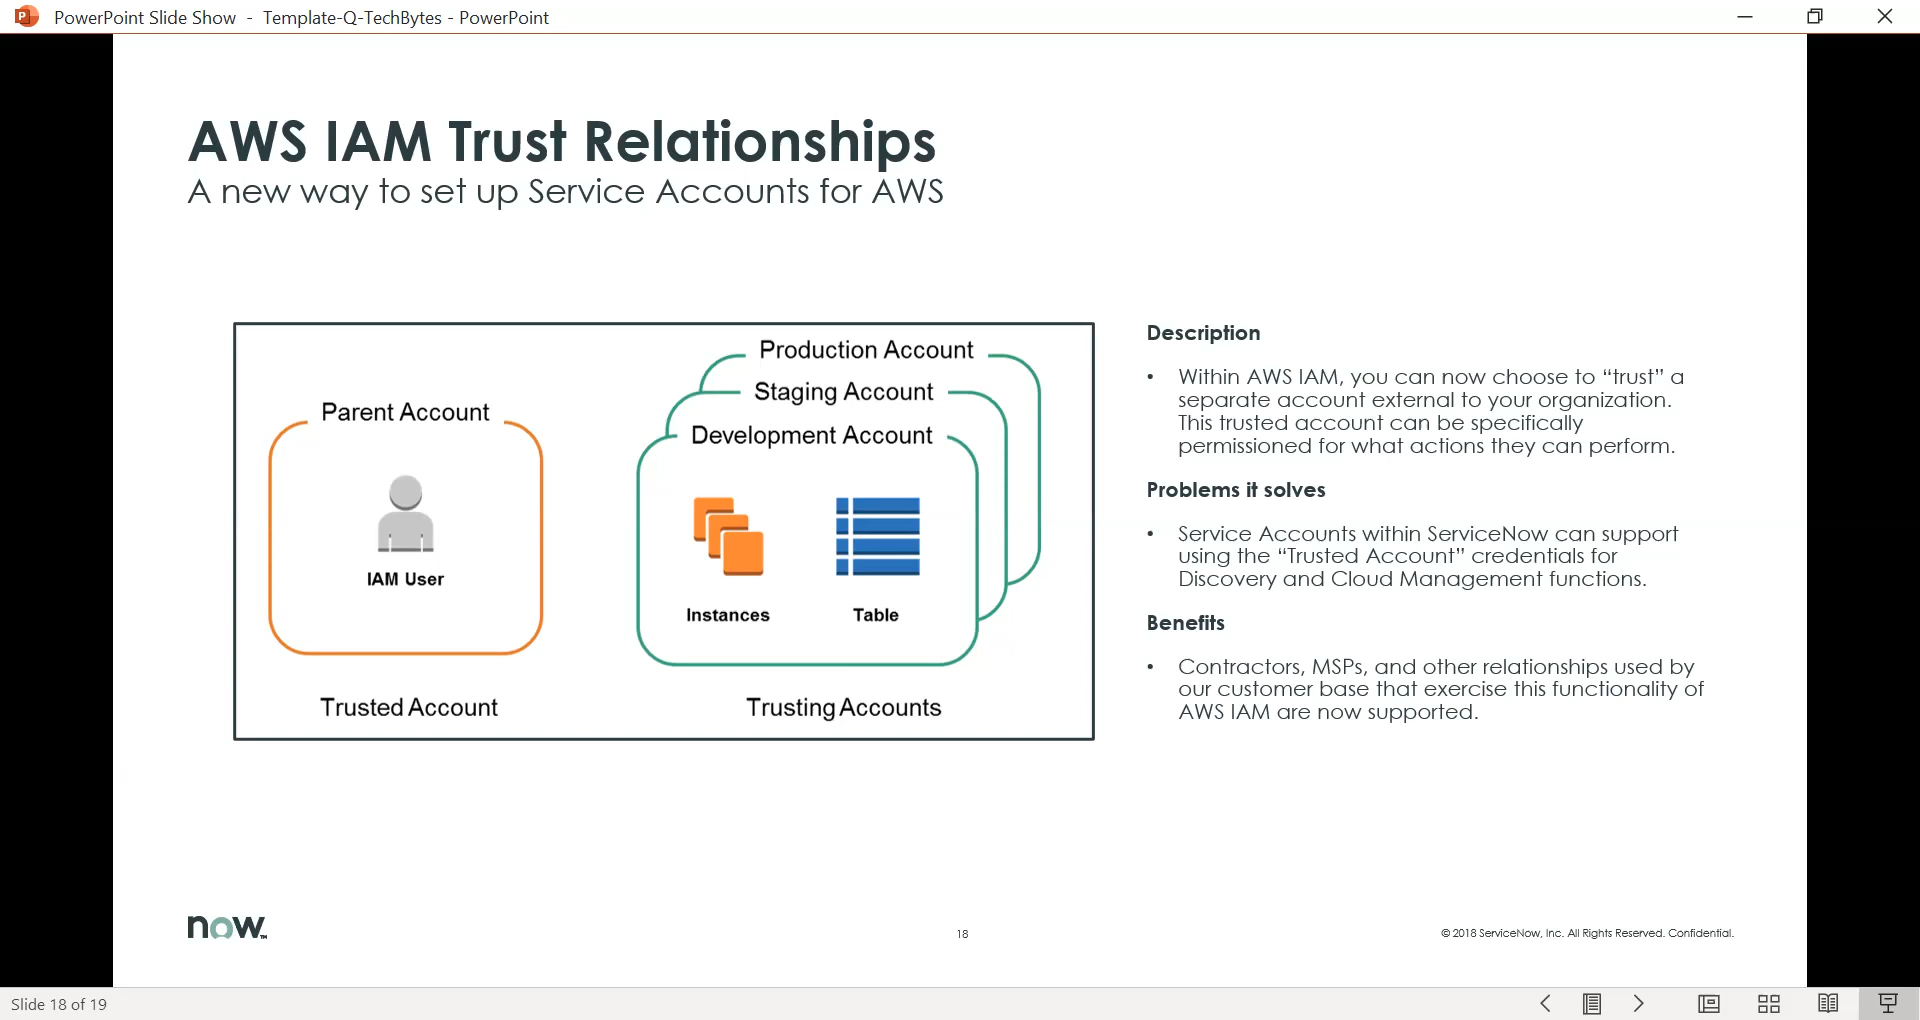 PowerPoint Slide Show - Template-Q-TechBytes - PowerPoint
AWS IAM Trust Relationships
A new way to set up Service Accounts for AWS
Production Account
Staging Account
Development Account
Parent Account
IAM User
Instances
Table
Trusted Account
Trusting Accounts
Description
• Within AWS IAM, you can now choose to “trust” a
separate account external to your organization.
This trusted account can be specifically
permissioned for what actions they can perform.
Problems it solves
• Service Accounts within ServiceNow can support
using the “Trusted Account” credentials for
Discovery and Cloud Management functions.
Benefits
• Contractors, MSPs, and other relationships used by
our customer base that exercise this functionality of
AWS IAM are now supported.
now™
18
© 2018 ServiceNow, Inc. All Rights Reserved. Confidential.
Slide 18 of 19